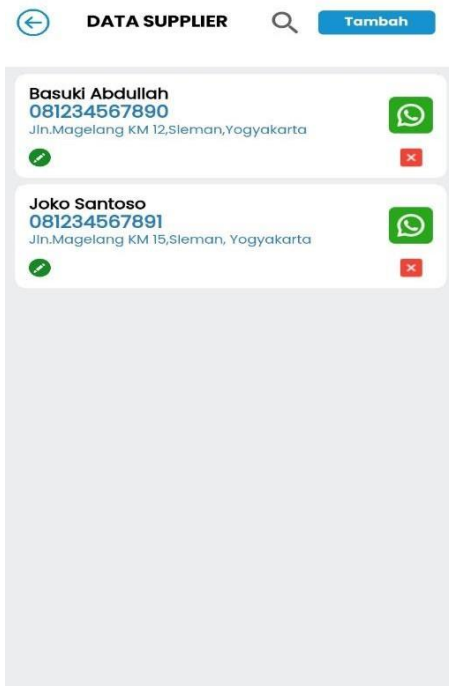 DATA SUPPLIER
Tambah
Basuki Abdullah
081234567890
Jln.Magelang KM 12,Sleman,Yogyakarta
Joko Santoso
081234567891
Jln.Magelang KM 15,Sleman, Yogyakarta